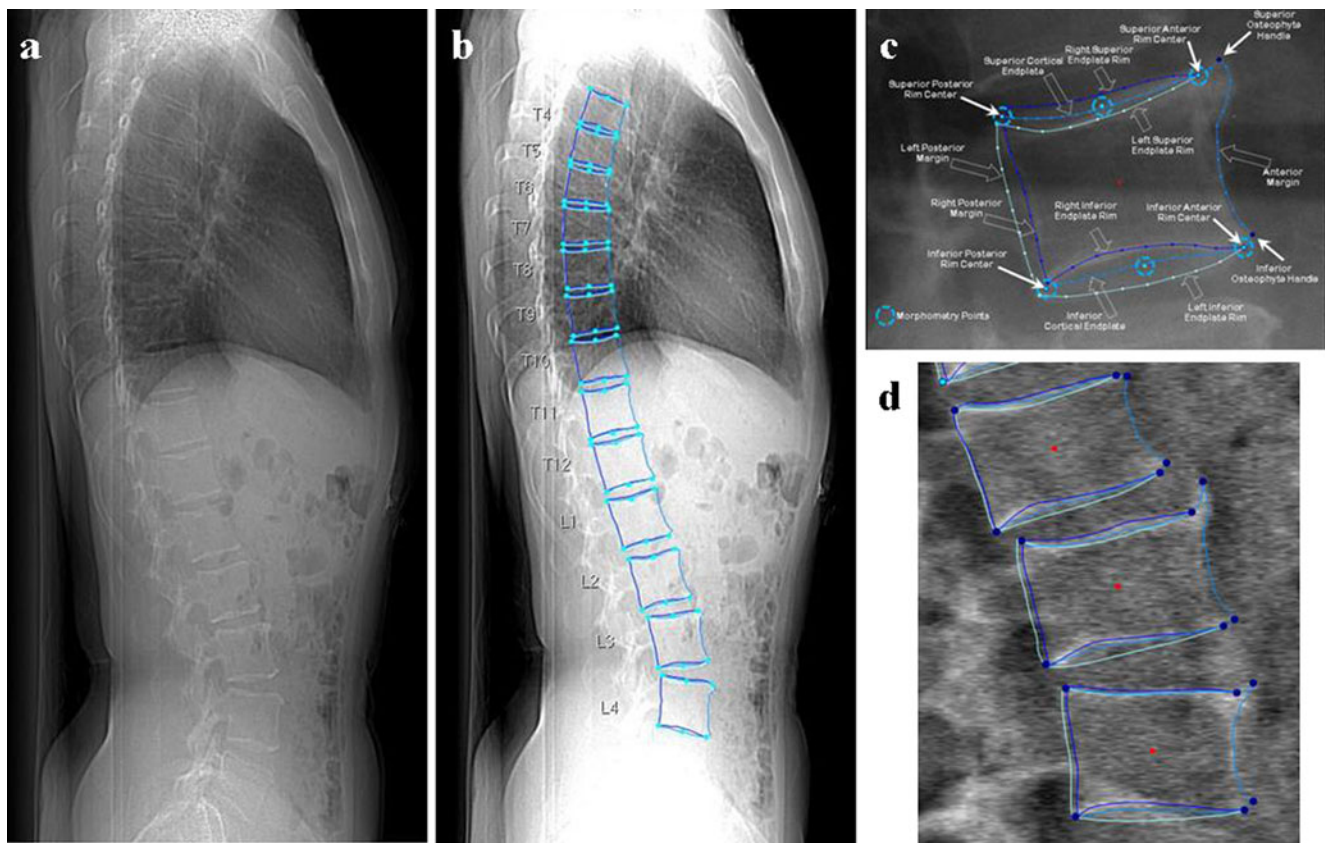 a
b
T4
T5
T6
T7
T8
T9
T10
T11
T12
L1
L2
L3
L4
c
Superior
Osteophyte
Handle
Superior Anterior
Rim Center
Right Superior
Endplate Rim
Superior Cortical
Endplate
Superior Posterior
Rim Center
Left Posterior
Margin
Left Superior
Endplate Rim
Anterior
Margin
Right Posterior
Margin
Right Inferior
Endplate Rim
Inferior Anterior
Rim Center
Inferior Posterior
Rim Center
Inferior
Osteophyte Handle
Left Inferior
Endplate Rim
Inferior
Cortical Endplate
Morphometry Points
d